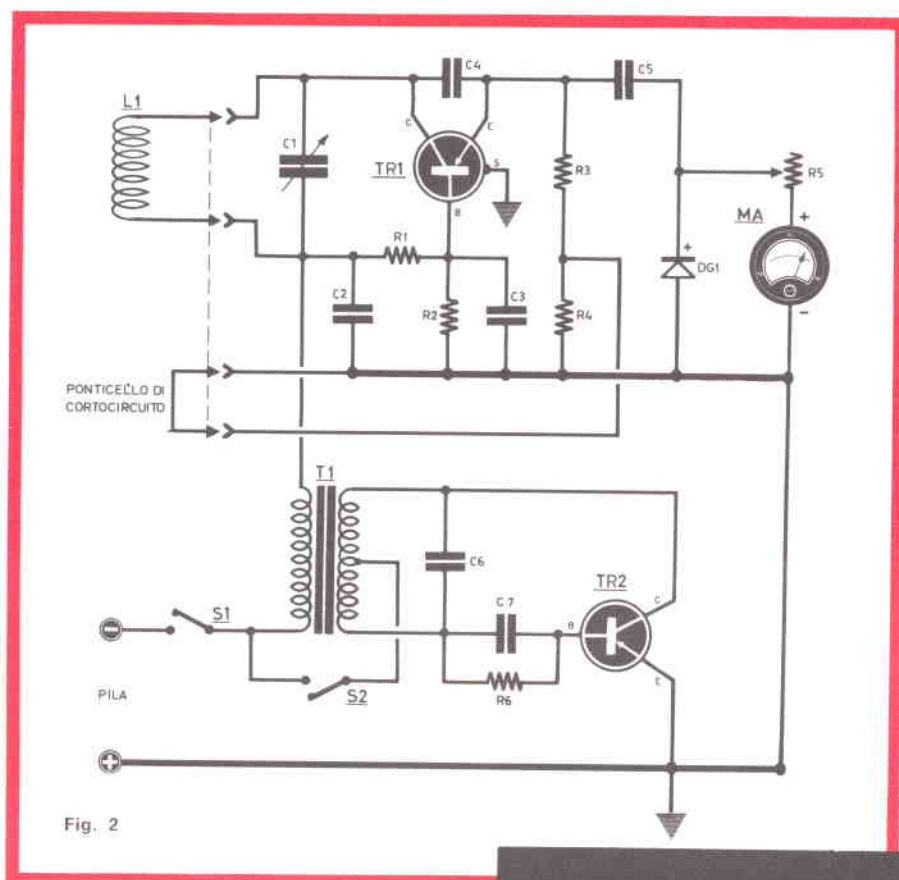 L1
C1
C4
C5
C
E
TR1
S
B
R3
R5
MA
+
R1
+
DG1
C2
R2
C3
R4
-
PONTICELLO DI
CORTOCIRCUITO
T1
C6
TR2
C7
C
B
S1
E
R6
-
S2
PILA
+
Fig. 2